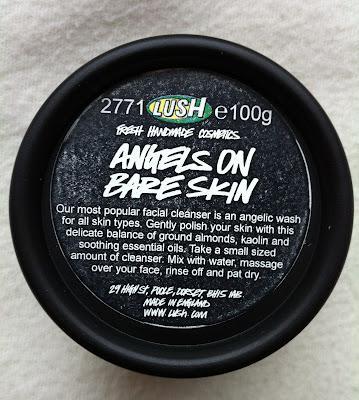 2771 LUSH e100g
FRESH HANDMADE COSMETICS
ANGELS ON
BARE SKIN
Our most popular facial cleanser is an angelic wash
for all skin types. Gently polish your skin with this
delicate balance of ground almonds, kaolin and
soothing essential oils. Take a small sized
amount of cleanser. Mix with water, massage
over your face, rinse off and pat dry.
29 HIGH ST, POOLE, DORSET, BH15 1AB.
MADE IN ENGLAND
WWW.LUSH.COM